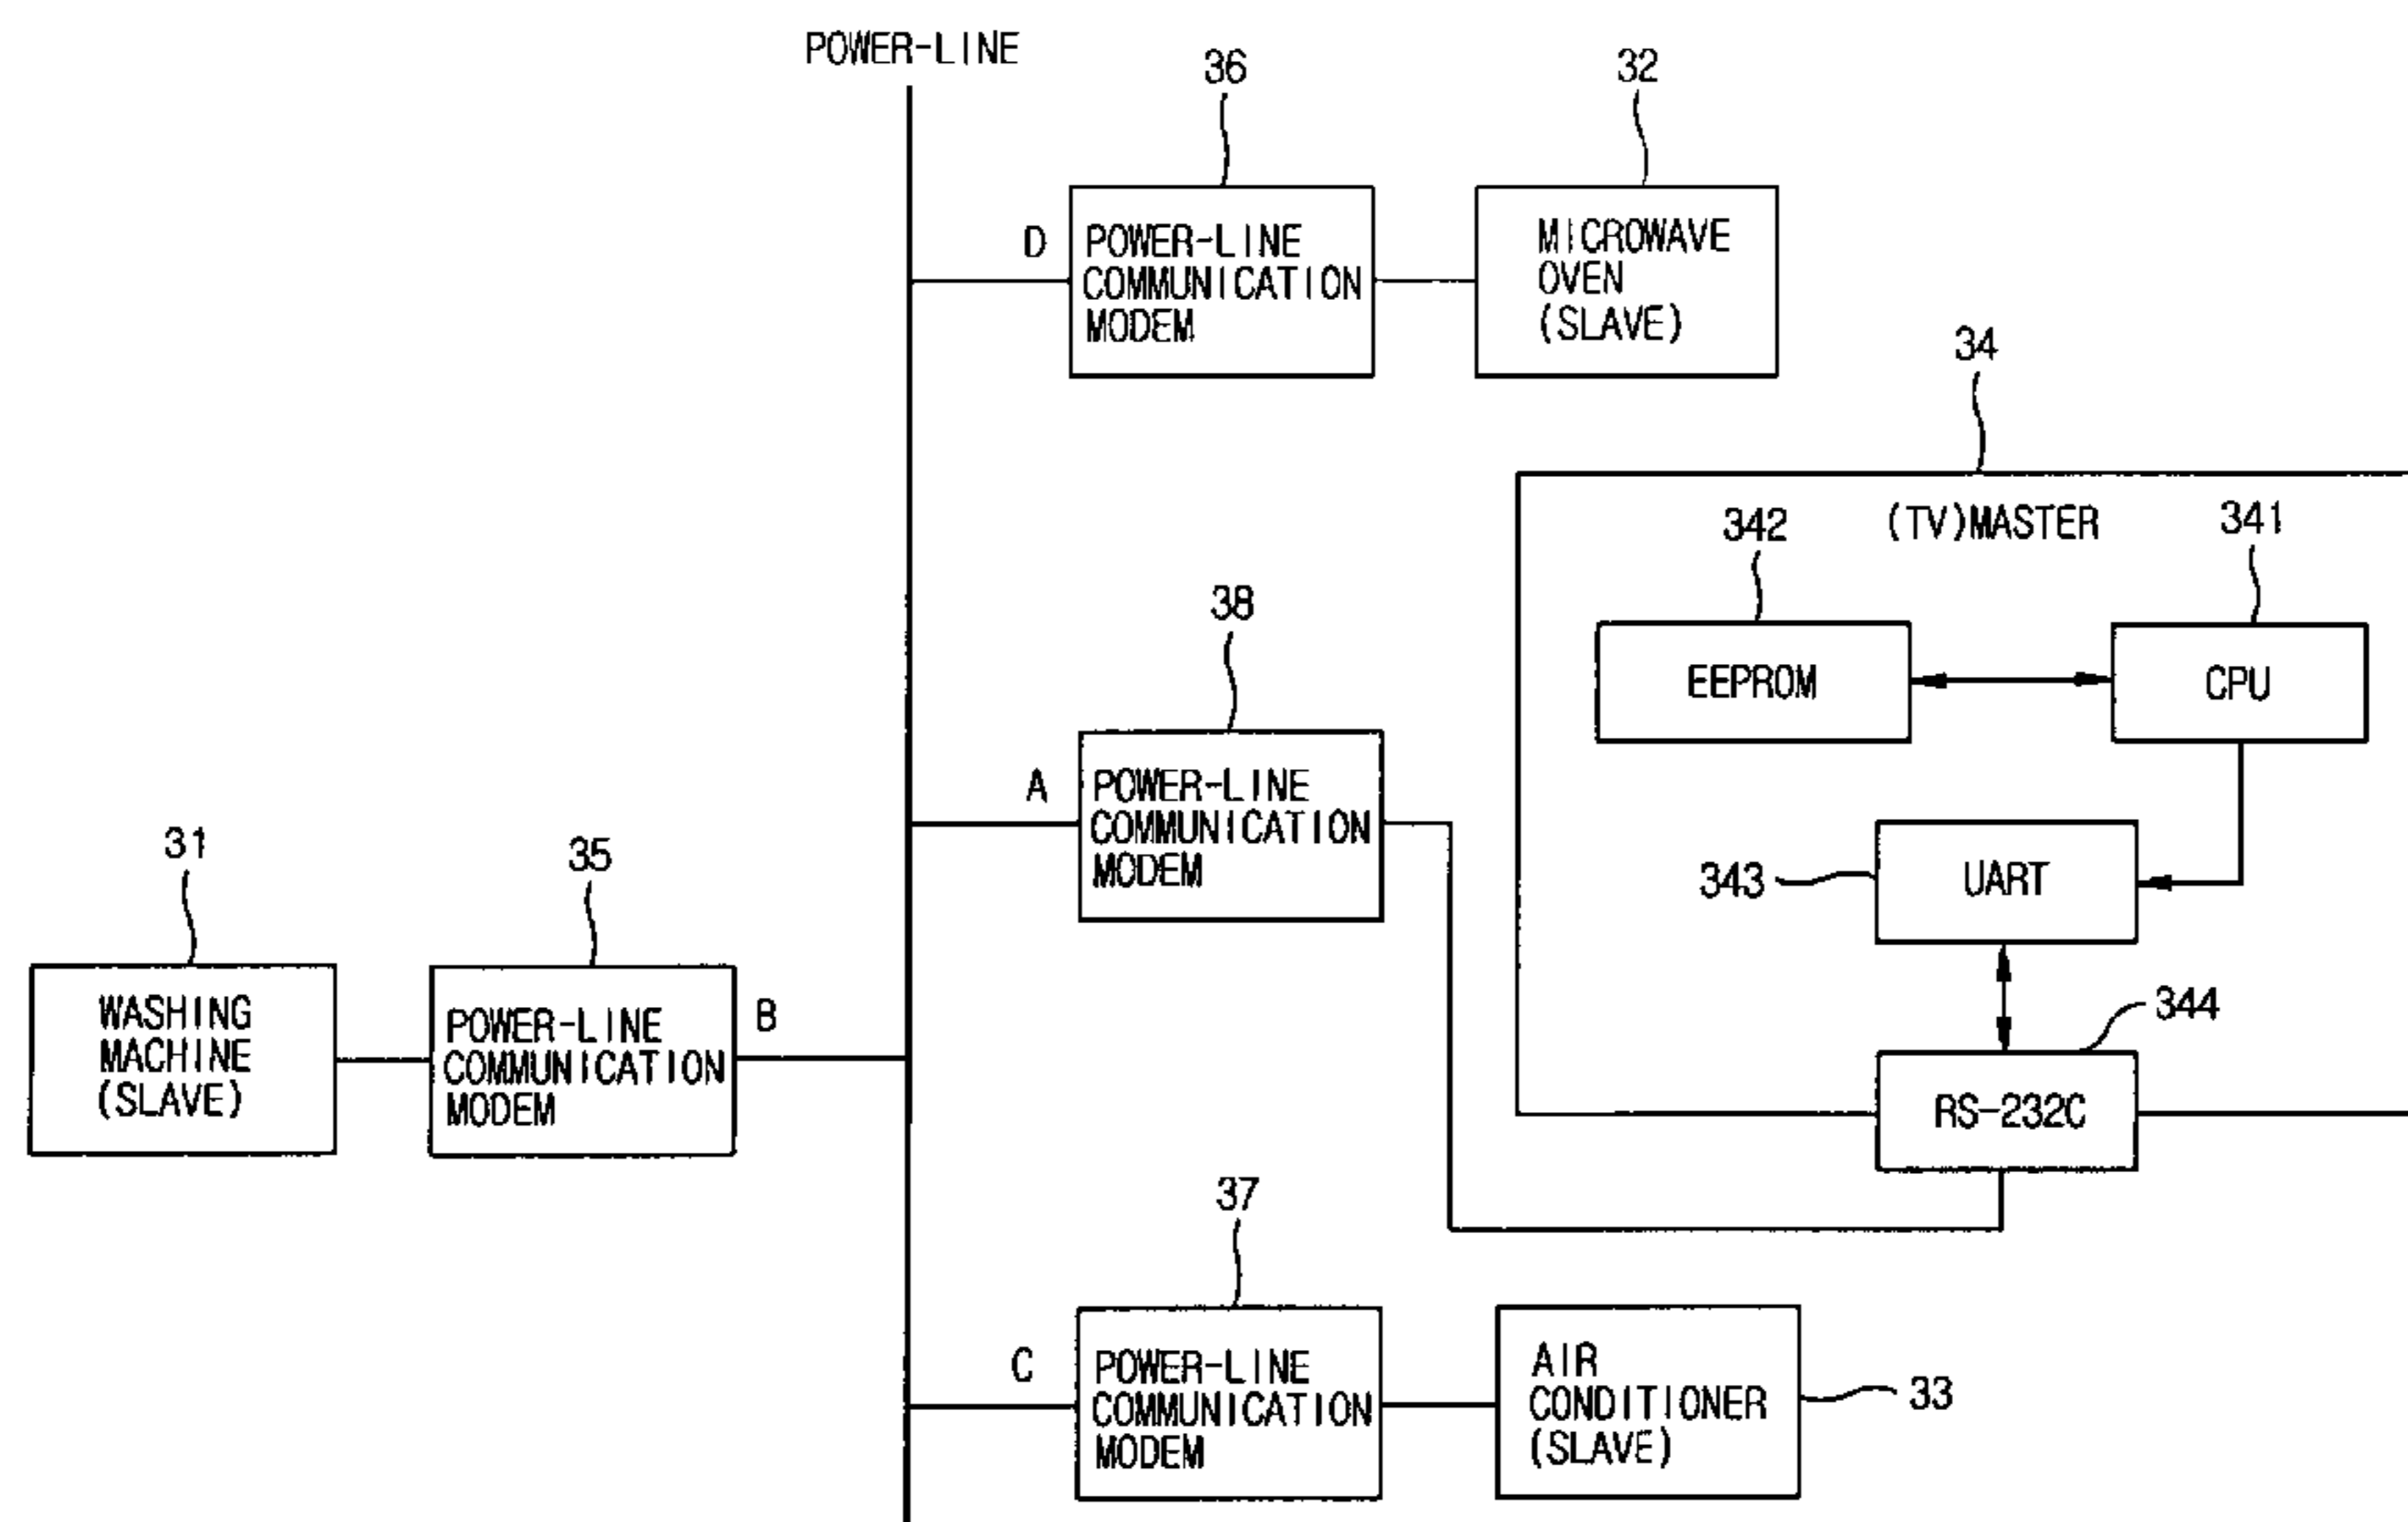 POWER-LINE
36
32
D
POWER-LINE
COMMUNICATION
MODEM
MICROWAVE
OVEN
(SLAVE)
34
(TV)MASTER
342
341
EEPROM
CPU
38
A
POWER-LINE
COMMUNICATION
MODEM
343
UART
31
35
WASHING
MACHINE
(SLAVE)
POWER-LINE
COMMUNICATION
MODEM
B
344
RS-232C
37
C
POWER-LINE
COMMUNICATION
MODEM
AIR
CONDITIONER
(SLAVE)
33